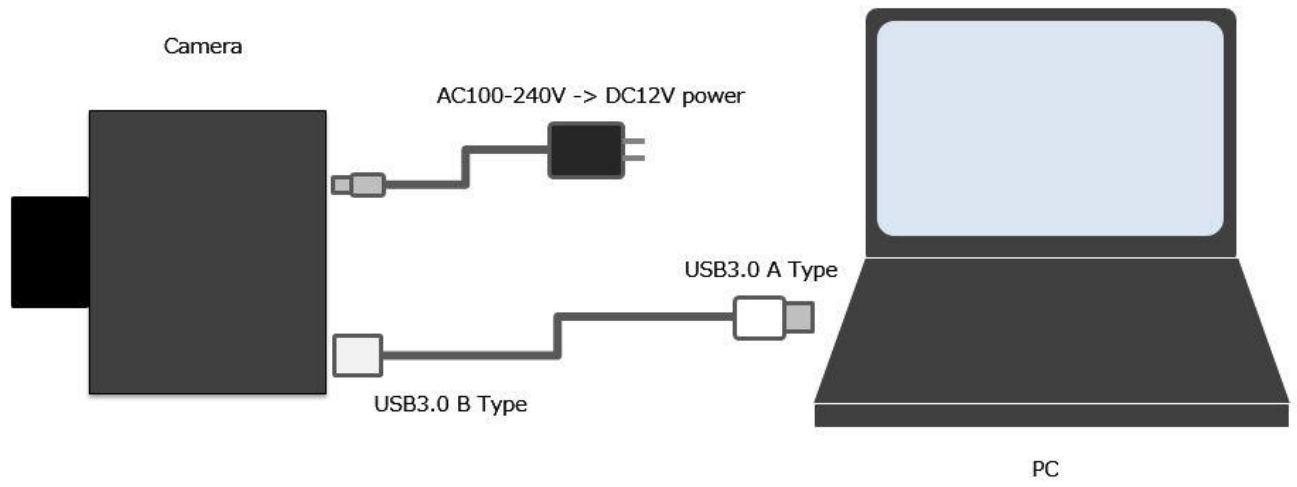 Camera
AC100-240V -> DC12V power
USB3.0 A Type
USB3.0 B Type
PC